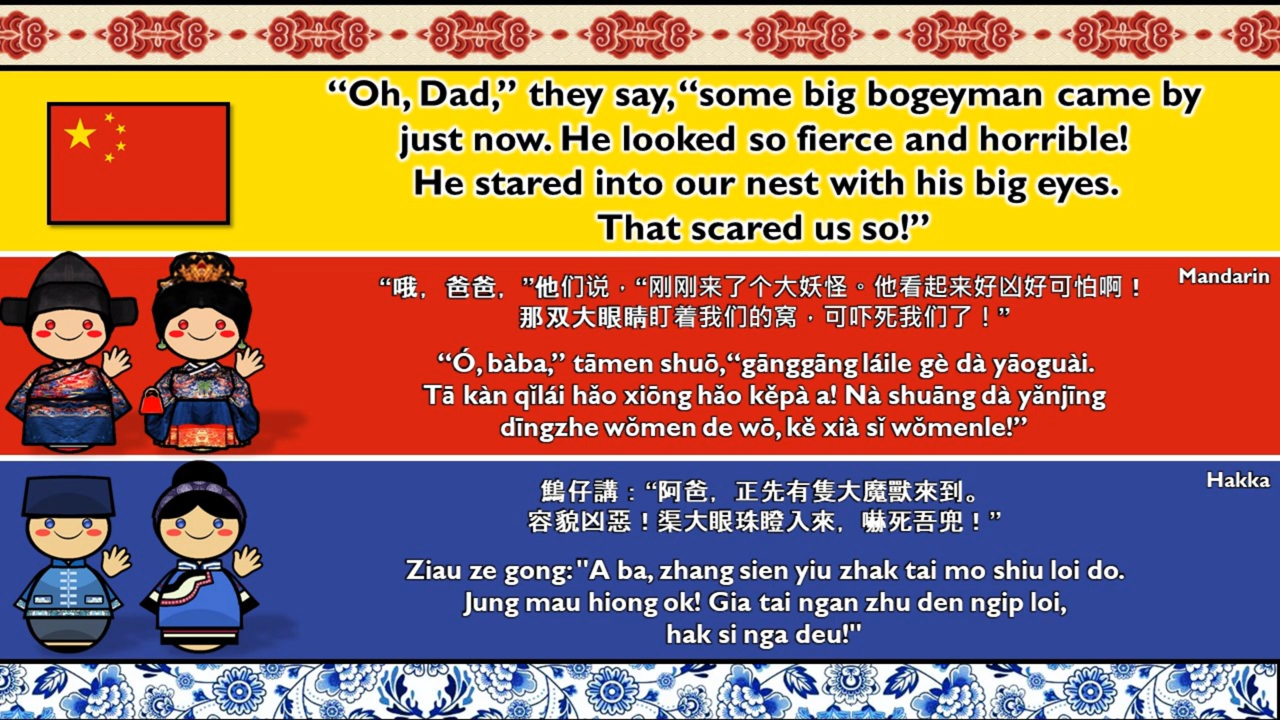 “Oh, Dad,” they say,“some big bogeyman came by
just now. He looked so fierce and horrible!
He stared into our nest with his big eyes.
That scared us so!”
Mandarin
“哦，爸爸，”他们说，“刚刚来了个大妖怪。他看起来好凶好可怕啊！
那双大眼睛盯着我们的窝，可吓死我们了！”
“Ó, bàba,” tāmen shuō,“gānggāng láile gè dà yāoguài.
Tā kàn qǐlái hǎo xiōng hǎo kěpà a! Nà shuāng dà yǎnjīng
dīngzhe wǒmen de wō, kě xià sǐ wǒmenle!”
Hakka
鷦仔講：“阿爸，正先有隻大魔獸來到。
容貌凶惡！渠大眼珠瞪入來，嚇死吾兜！”
Ziau ze gong: "A ba, zhang sien yiu zhak tai mo shiu loi do.
Jung mau hiong ok! Gia tai ngan zhu den ngip loi,
hak si nga deu!"